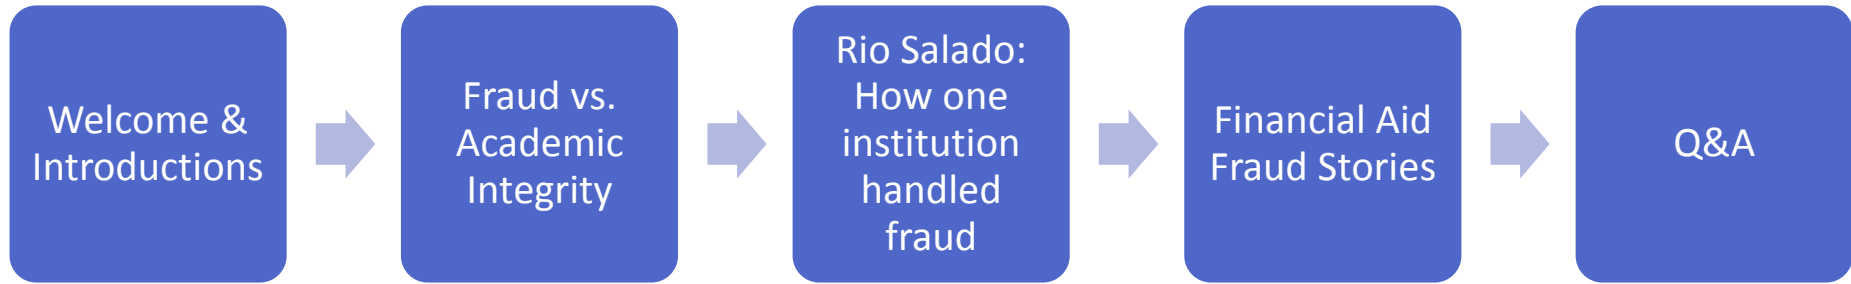 Welcome &
Introductions
Fraud vs.
Academic
Integrity
Rio Salado:
How one
institution
handled
fraud
Financial Aid
Fraud Stories
Q&A